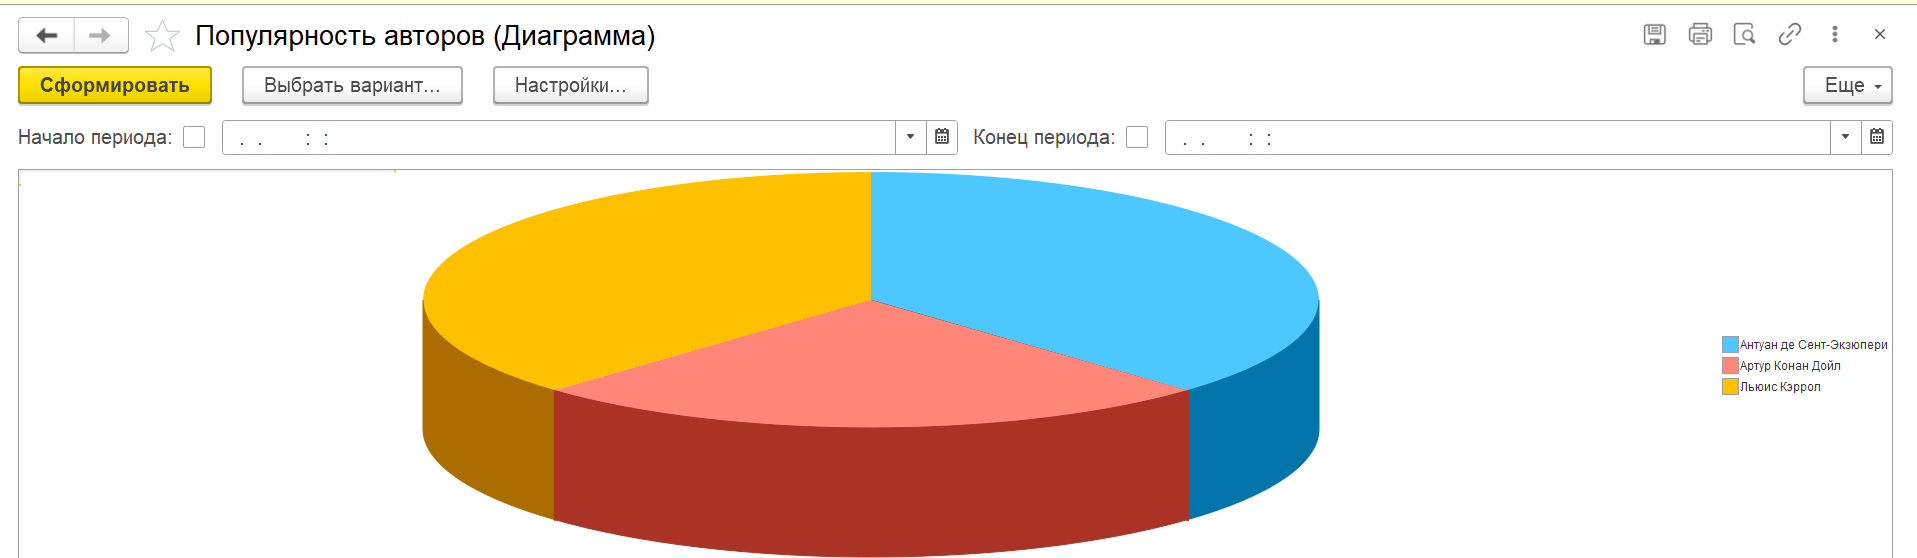 Популярность авторов (Диаграмма)
Сформировать
Выбрать вариант...
Настройки...
Еще
Начало периода: . . : :
Конец периода: . . : :
Антуан де Сент-Экзюпери
Артур Конан Дойл
Льюис Кэррол